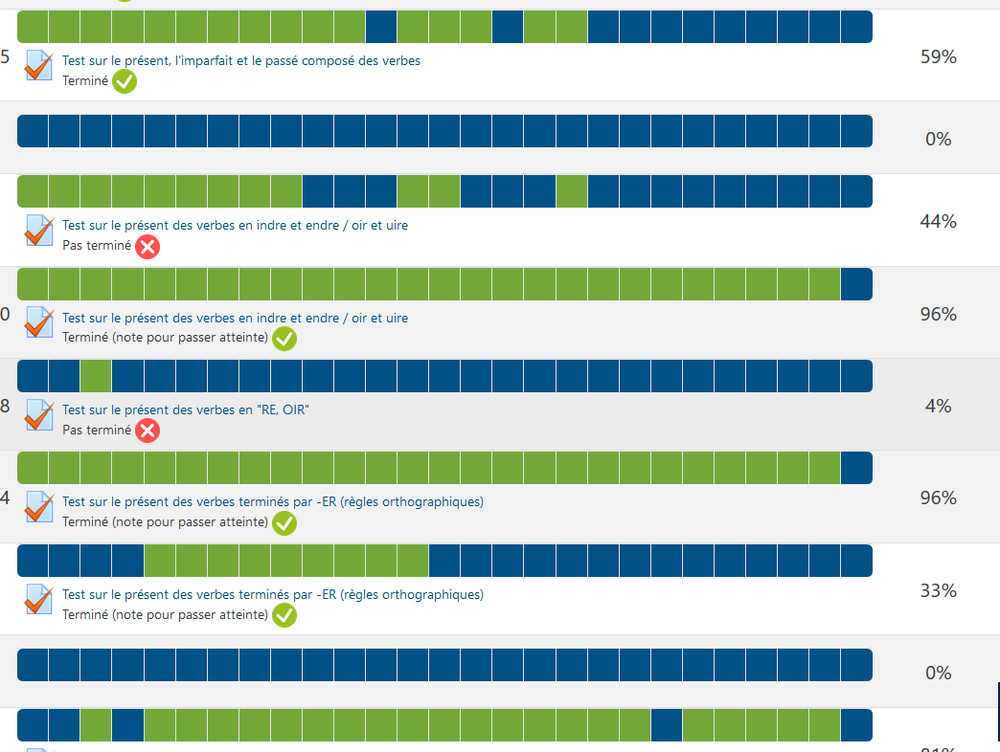 59%
5
Test sur le présent, l'imparfait et le passé composé des verbes
Terminé
0%
44%
Test sur le présent des verbes en indre et endre / oir et uire
Pas terminé
96%
0
Test sur le présent des verbes en indre et endre / oir et uire
Terminé (note pour passer atteinte)
4%
8
Test sur le présent des verbes en "RE, OIR"
Pas terminé
96%
4
Test sur le présent des verbes terminés par -ER (règles orthographiques)
Terminé (note pour passer atteinte)
33%
Test sur le présent des verbes terminés par -ER (règles orthographiques)
Terminé (note pour passer atteinte)
0%